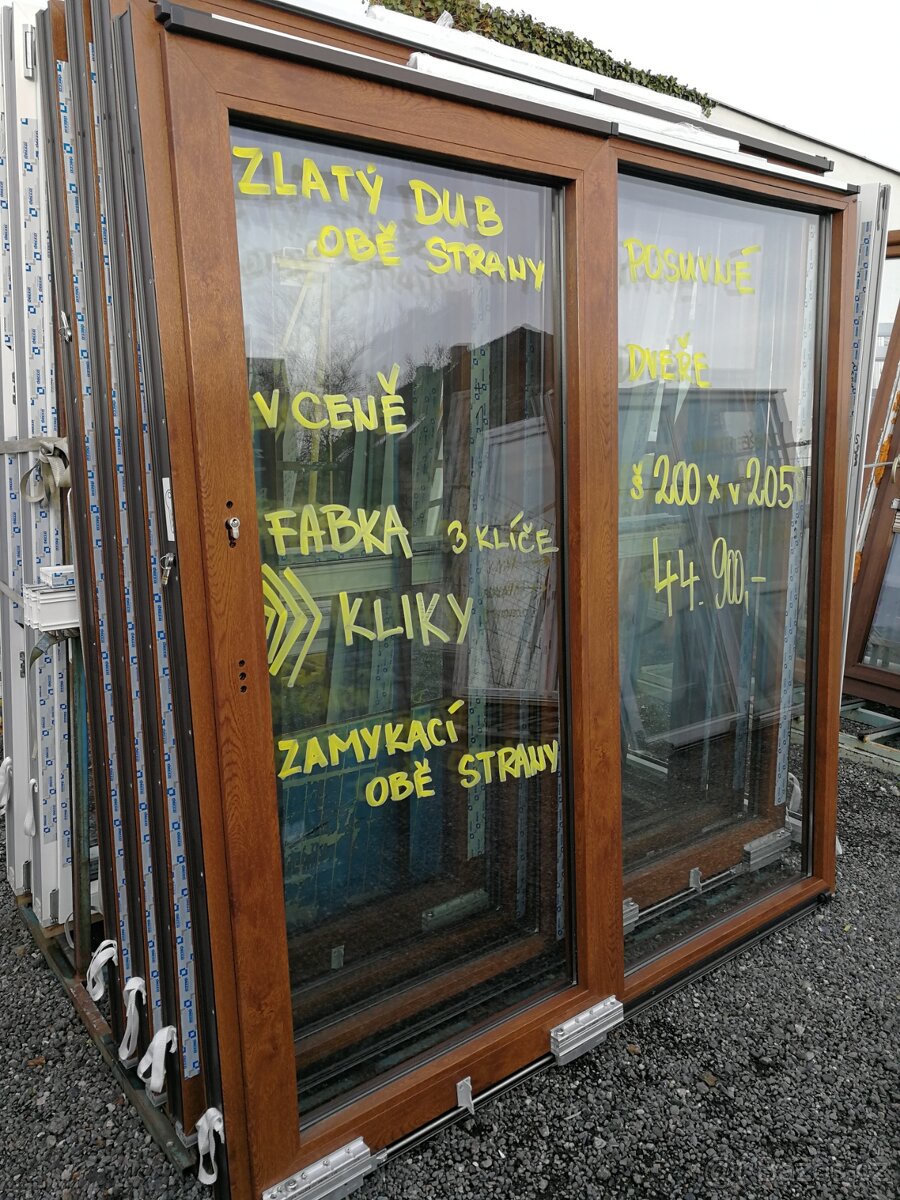 ZLATÝ DUB
OBĚ STRANY
V CENĚ
FABKA 3 KLÍČE
KLIKY
ZAMYKACÍ
OBĚ STRANY
POSUVNÉ
DVEŘE
Š 200 x v 205
44.900,-